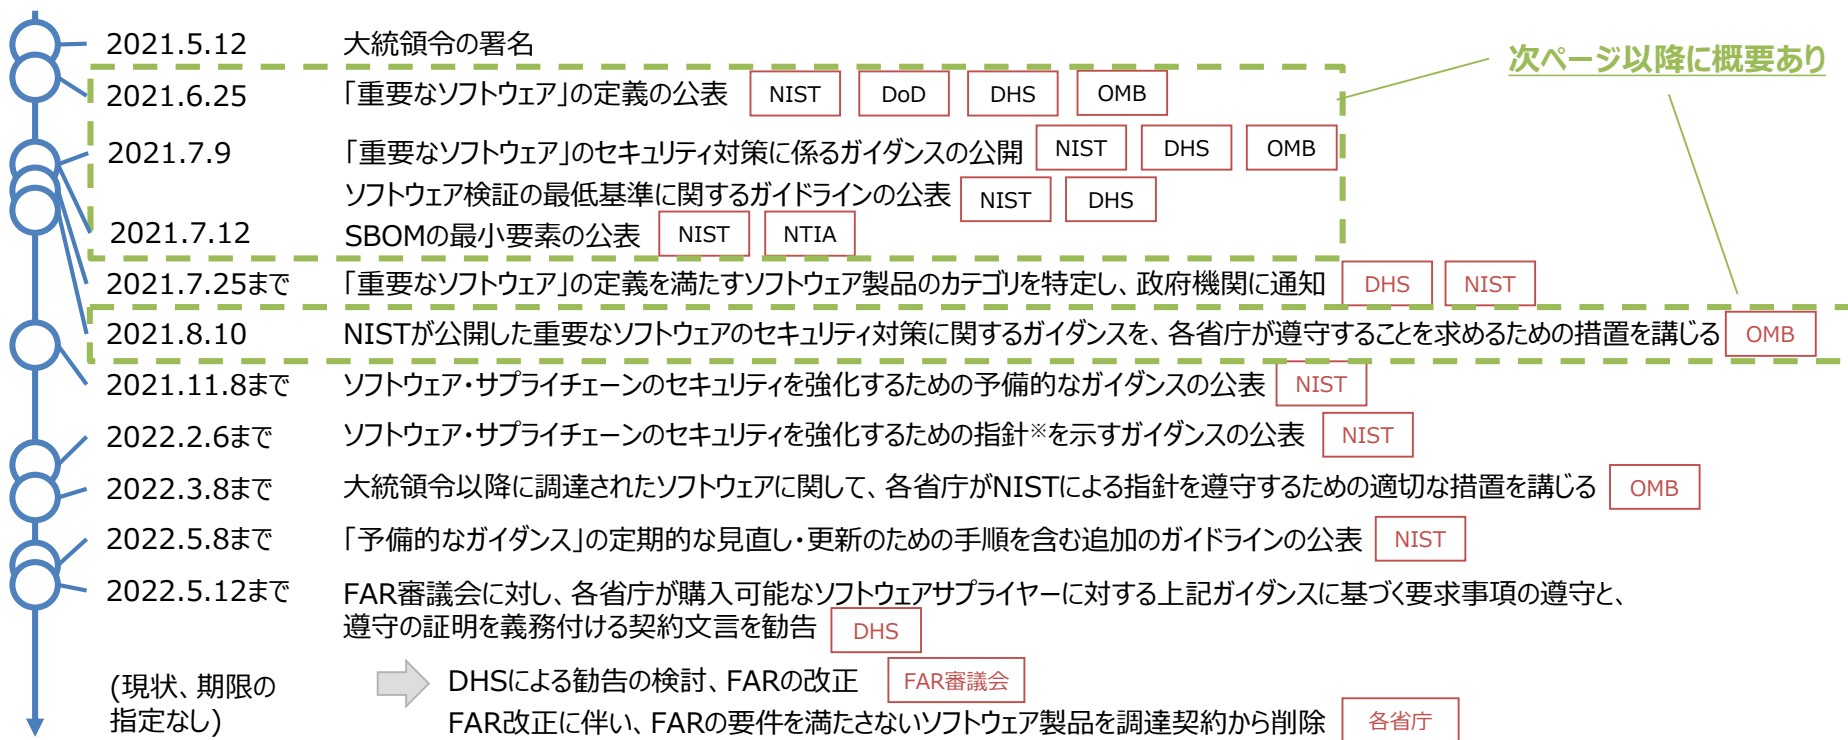 2021.5.12 大統領令の署名
次ページ以降に概要あり
2021.6.25 「重要なソフトウェア」の定義の公表 NIST DoD DHS OMB
2021.7.9 「重要なソフトウェア」のセキュリティ対策に係るガイダンスの公開 NIST DHS OMB
ソフトウェア検証の最低基準に関するガイドラインの公表 NIST DHS
2021.7.12 SBOMの最小要素の公表 NIST NTIA
2021.7.25まで 「重要なソフトウェア」の定義を満たすソフトウェア製品のカテゴリを特定し、政府機関に通知 DHS NIST
2021.8.10 NISTが公開した重要なソフトウェアのセキュリティ対策に関するガイダンスを、各省庁が遵守することを求めるための措置を講じる OMB
2021.11.8まで ソフトウェア・サプライチェーンのセキュリティを強化するための予備的なガイダンスの公表 NIST
2022.2.6まで ソフトウェア・サプライチェーンのセキュリティを強化するための指針※を示すガイダンスの公表 NIST
2022.3.8まで 大統領令以降に調達されたソフトウェアに関して、各省庁がNISTによる指針を遵守するための適切な措置を講じる OMB
2022.5.8まで 「予備的なガイダンス」の定期的な見直し・更新のための手順を含む追加のガイドラインの公表 NIST
2022.5.12まで FAR審議会に対し、各省庁が購入可能なソフトウェアサプライヤーに対する上記ガイダンスに基づく要求事項の遵守と、
遵守の証明を義務付ける契約文言を勧告 DHS
(現状、期限の
指定なし)
DHSによる勧告の検討、FARの改正 FAR審議会
FAR改正に伴い、FARの要件を満たさないソフトウェア製品を調達契約から削除 各省庁